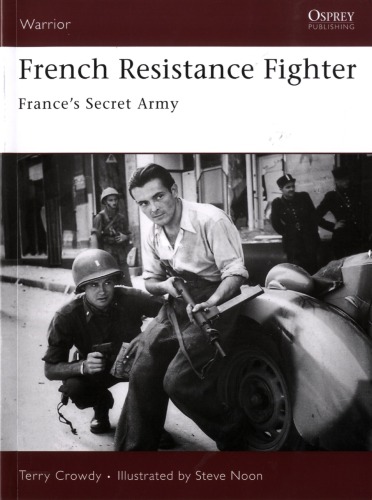 Warrior
OSPREY
PUBLISHING
French Resistance Fighter
France's Secret Army
Terry Crowdy • Illustrated by Steve Noon